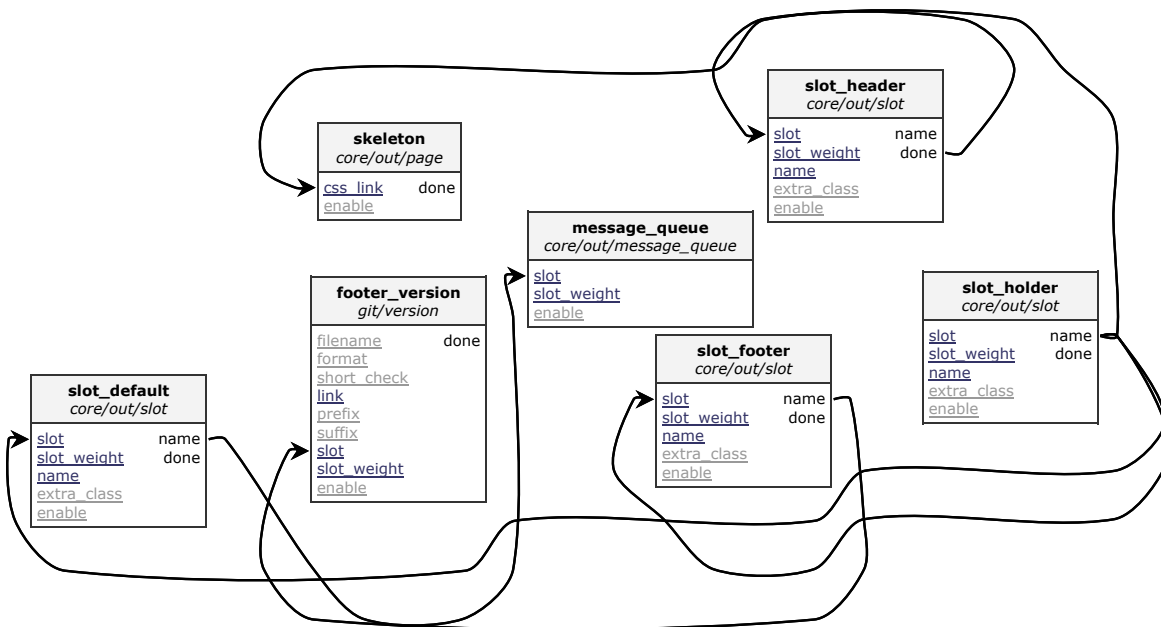 slot_header
core/out/slot
slot name
slot_weight done
name
extra_class
enable
skeleton
core/out/page
css_link done
enable
message_queue
core/out/message_queue
slot
slot_weight
enable
footer_version
git/version
filename done
format
short_check
link
prefix
suffix
slot
slot_weight
enable
slot_holder
core/out/slot
slot name
slot_weight done
name
extra_class
enable
slot_footer
core/out/slot
slot name
slot_weight done
name
extra_class
enable
slot_default
core/out/slot
slot name
slot_weight done
name
extra_class
enable